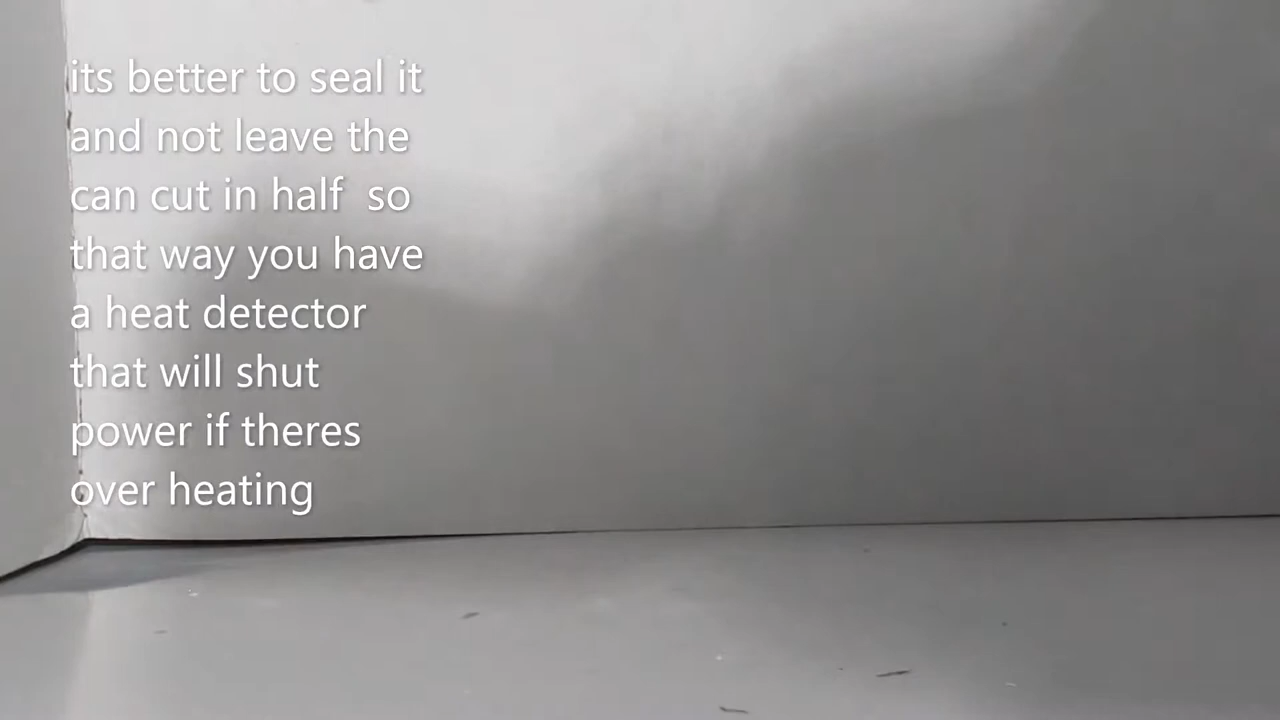 its better to seal it
and not leave the
can cut in half  so
that way you have
a heat detector
that will shut
power if theres
over heating